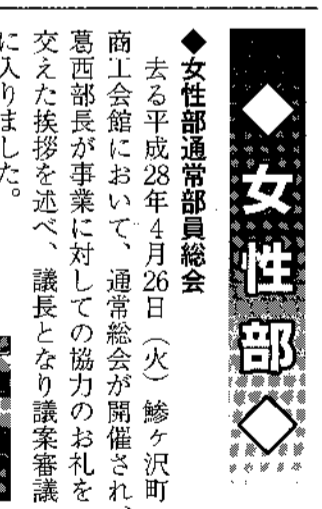 ◇女性部◇
◆女性部通常部員総会
去る平成28年4月26日（火）鰺ヶ沢町
商工会館において、通常総会が開催され、
葛西部長が事業に対しての協力のお礼を
交えた挨拶を述べ、議長となり議案審議
に入りました。